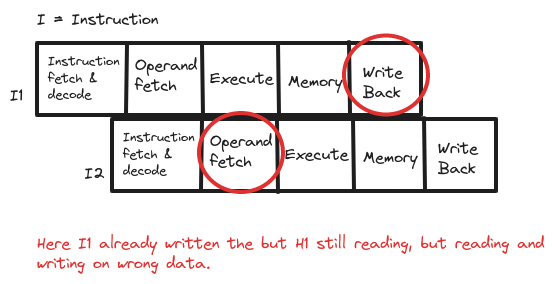 I = Instruction
Instruction
fetch &
decode
Operand
fetch
Execute
Memory
Write
Back
I1
Instruction
fetch &
decode
Operand
fetch
Execute
Memory
Write
Back
I2
Here I1 already written the but H1 still reading, but reading and
writing on wrong data.